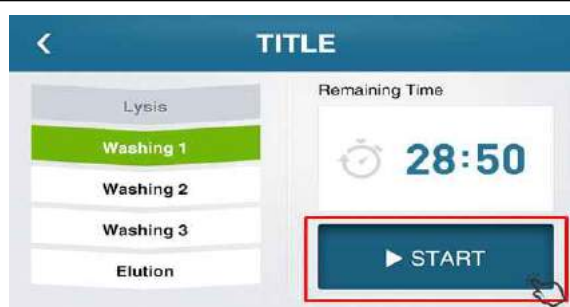 TITLE
Lysis
Washing 1
Washing 2
Washing 3
Elution
Remaining Time
28:50
START